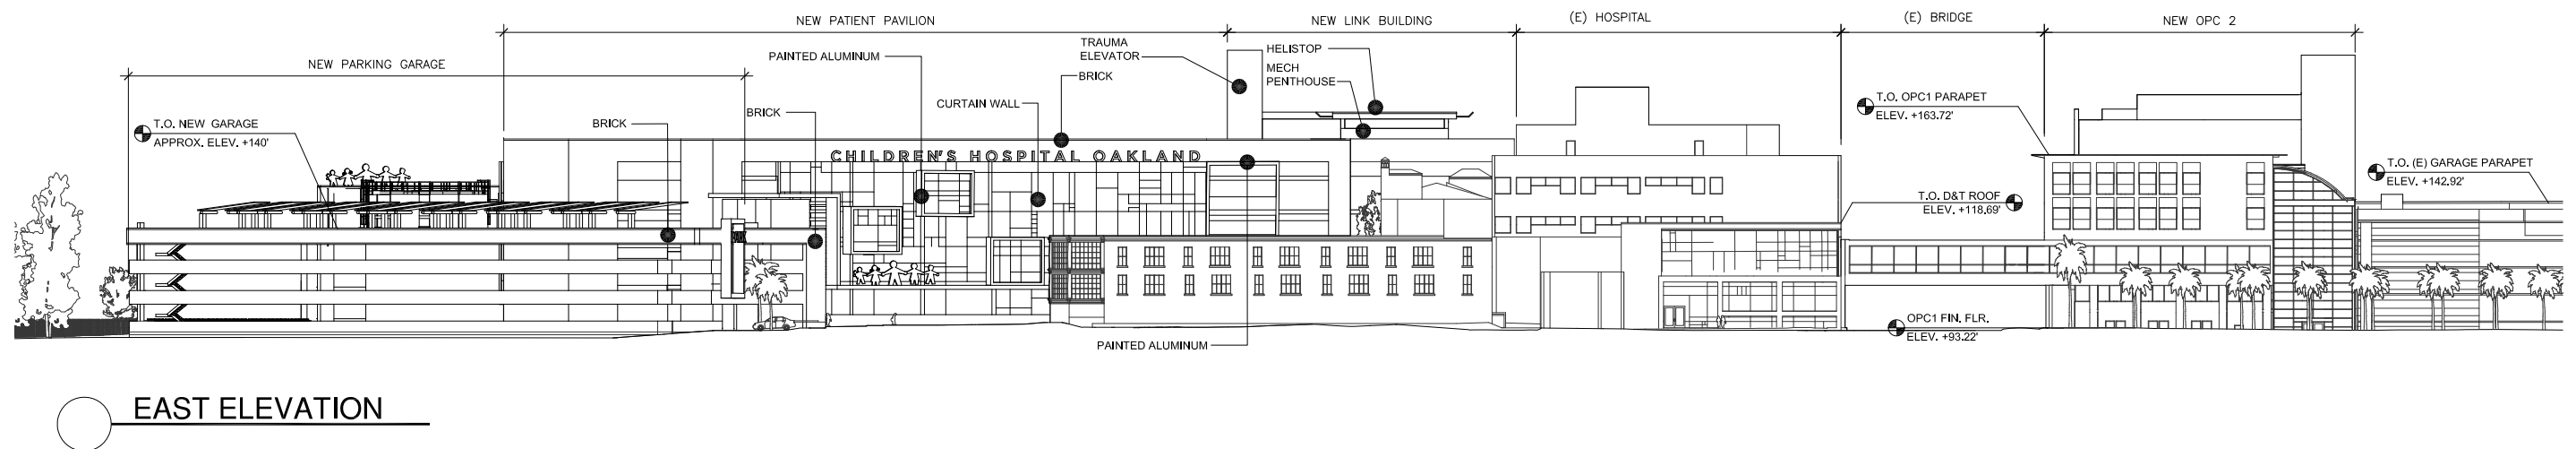 NEW PATIENT PAVILION
NEW LINK BUILDING
(E) HOSPITAL
(E) BRIDGE
NEW OPC 2
NEW PARKING GARAGE
PAINTED ALUMINUM
TRAUMA
ELEVATOR
HELISTOP
MECH
PENTHOUSE
BRICK
CURTAIN WALL
BRICK
BRICK
T.O. NEW GARAGE
APPROX. ELEV. +140'
T.O. OPC1 PARAPET
ELEV. +163.72'
CHILDREN'S HOSPITAL OAKLAND
T.O. (E) GARAGE PARAPET
ELEV. +142.92'
T.O. D&T ROOF
ELEV. +118.69'
OPC1 FIN. FLR.
ELEV. +93.22'
PAINTED ALUMINUM
EAST ELEVATION